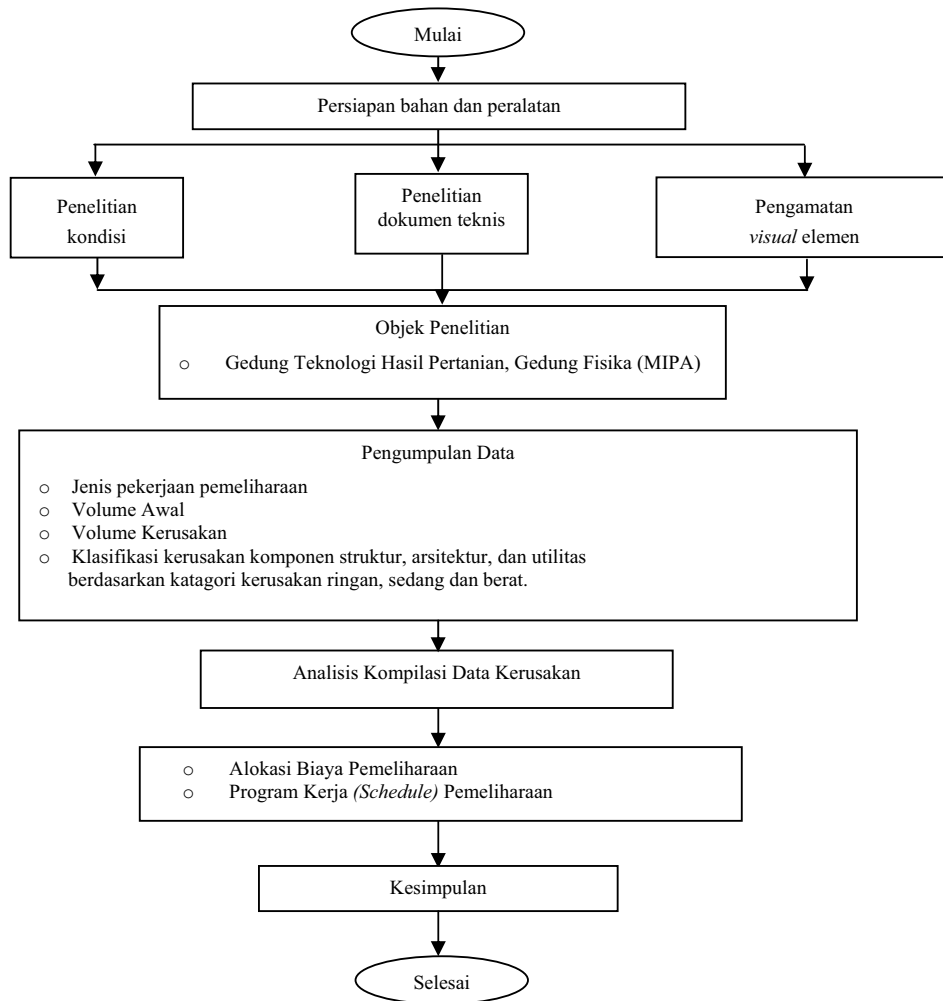 Mulai
Persiapan bahan dan peralatan
Penelitian
kondisi
Penelitian
dokumen teknis
Pengamatan
visual elemen
Objek Penelitian
o Gedung Teknologi Hasil Pertanian, Gedung Fisika (MIPA)
Pengumpulan Data
o Jenis pekerjaan pemeliharaan
o Volume Awal
o Volume Kerusakan
o Klasifikasi kerusakan komponen struktur, arsitektur, dan utilitas
berdasarkan katagori kerusakan ringan, sedang dan berat.
Analisis Kompilasi Data Kerusakan
o Alokasi Biaya Pemeliharaan
o Program Kerja (Schedule) Pemeliharaan
Kesimpulan
Selesai